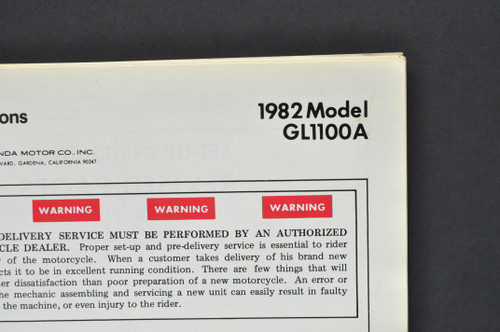 ons
1982 Model
GL1100A
NDA MOTOR CO., INC.
VARD, GARDENA, CALIFORNIA 90247
WARNING WARNING WARNING
DELIVERY SERVICE MUST BE PERFORMED BY AN AUTHORIZED
CLE DEALER. Proper set-up and pre-delivery service is essential to rider
of the motorcycle. When a customer takes delivery of his brand new
cts it to be in excellent running condition. There are few things that will
er dissatisfaction than poor preparation of a new motorcycle. An error or
he mechanic assembling and servicing a new unit can easily result in faulty
the machine, or even injury to the rider.